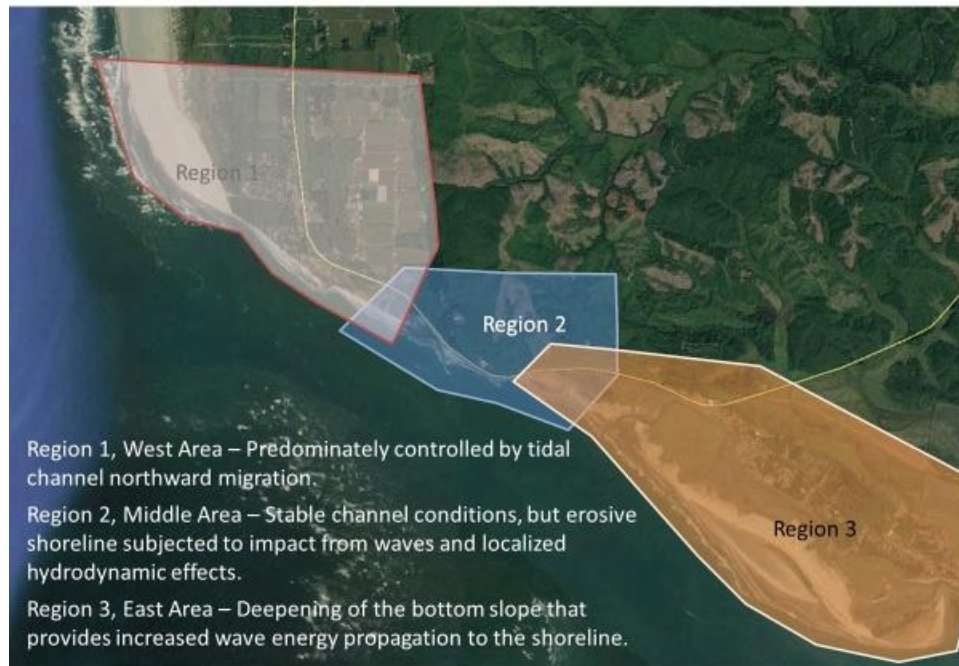 Region 1
Region 2
Region 3
Region 1, West Area – Predominately controlled by tidal
channel northward migration.
Region 2, Middle Area – Stable channel conditions, but erosive
shoreline subjected to impact from waves and localized
hydrodynamic effects.
Region 3, East Area – Deepening of the bottom slope that
provides increased wave energy propagation to the shoreline.